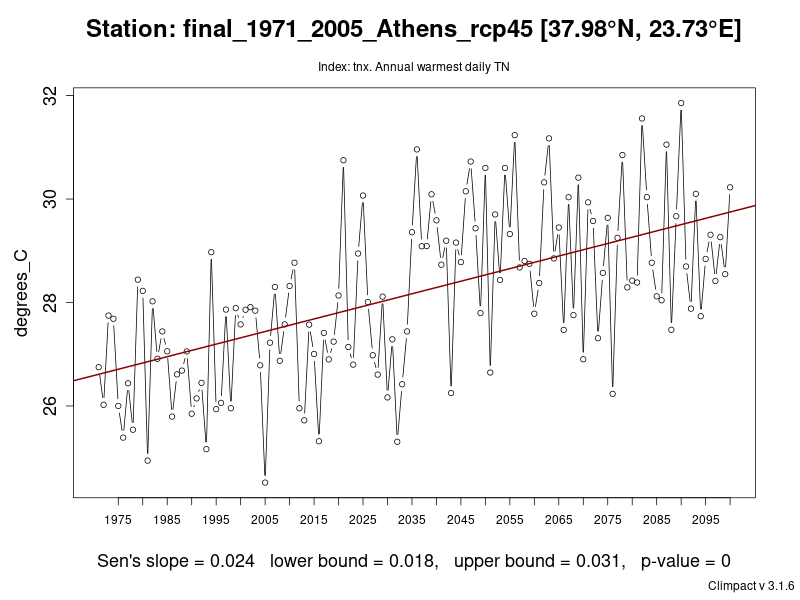 Station: final_1971_2005_Athens_rcp45 [37.98°N, 23.73°E]
Index: tnx. Annual warmest daily TN
32
30
28
26
degrees_C
1975 1985 1995 2005 2015 2025 2035 2045 2055 2065 2075 2085 2095
Sen's slope = 0.024 lower bound = 0.018, upper bound = 0.031, p-value = 0
Climpact v 3.1.6